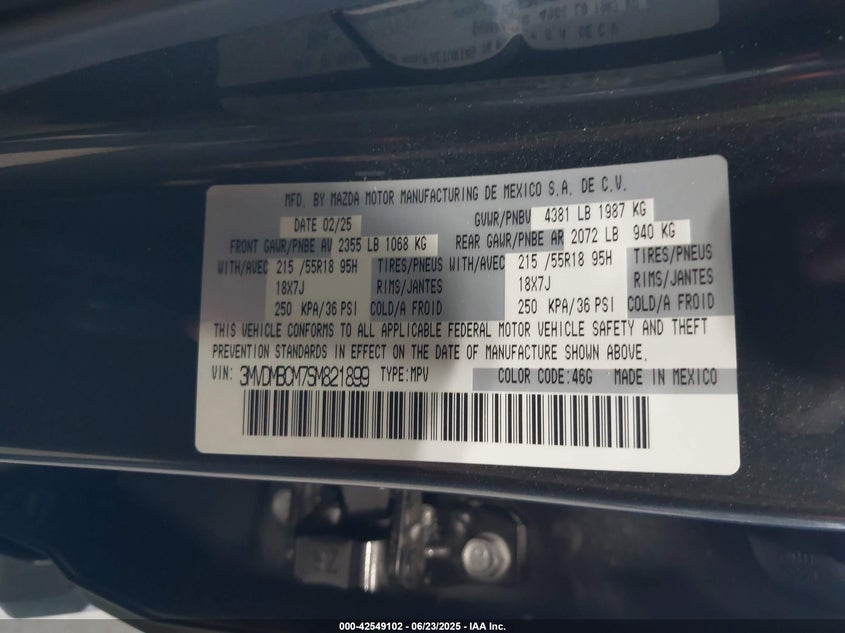 MFD. BY MAZDA MOTOR MANUFACTURING DE MEXICO S.A. DE C.V.
DATE 02/25 GVWR/PNBV 4381 LB 1987 KG
FRONT GAWR/PNBE AV 2355 LB 1068 KG REAR GAWR/PNBE AR 2072 LB 940 KG
WITH/AVEC 215 /55R18 95H TIRES/PNEUS WITH/AVEC 215 /55R18 95H TIRES/PNEUS
18X7J RIMS/JANTES 18X7J RIMS/JANTES
250 KPA/36 PSI COLD/A FROID 250 KPA/36 PSI COLD/A FROID
THIS VEHICLE CONFORMS TO ALL APPLICABLE FEDERAL MOTOR VEHICLE SAFETY AND THEFT
PREVENTION STANDARDS IN EFFECT ON THE DATE OF MANUFACTURE SHOWN ABOVE.
VIN: 3MVDMBCM7SM821899 TYPE:MPV COLOR CODE:46G MADE IN MEXICO
000-42549102 - 06/23/2025 - IAA Inc.